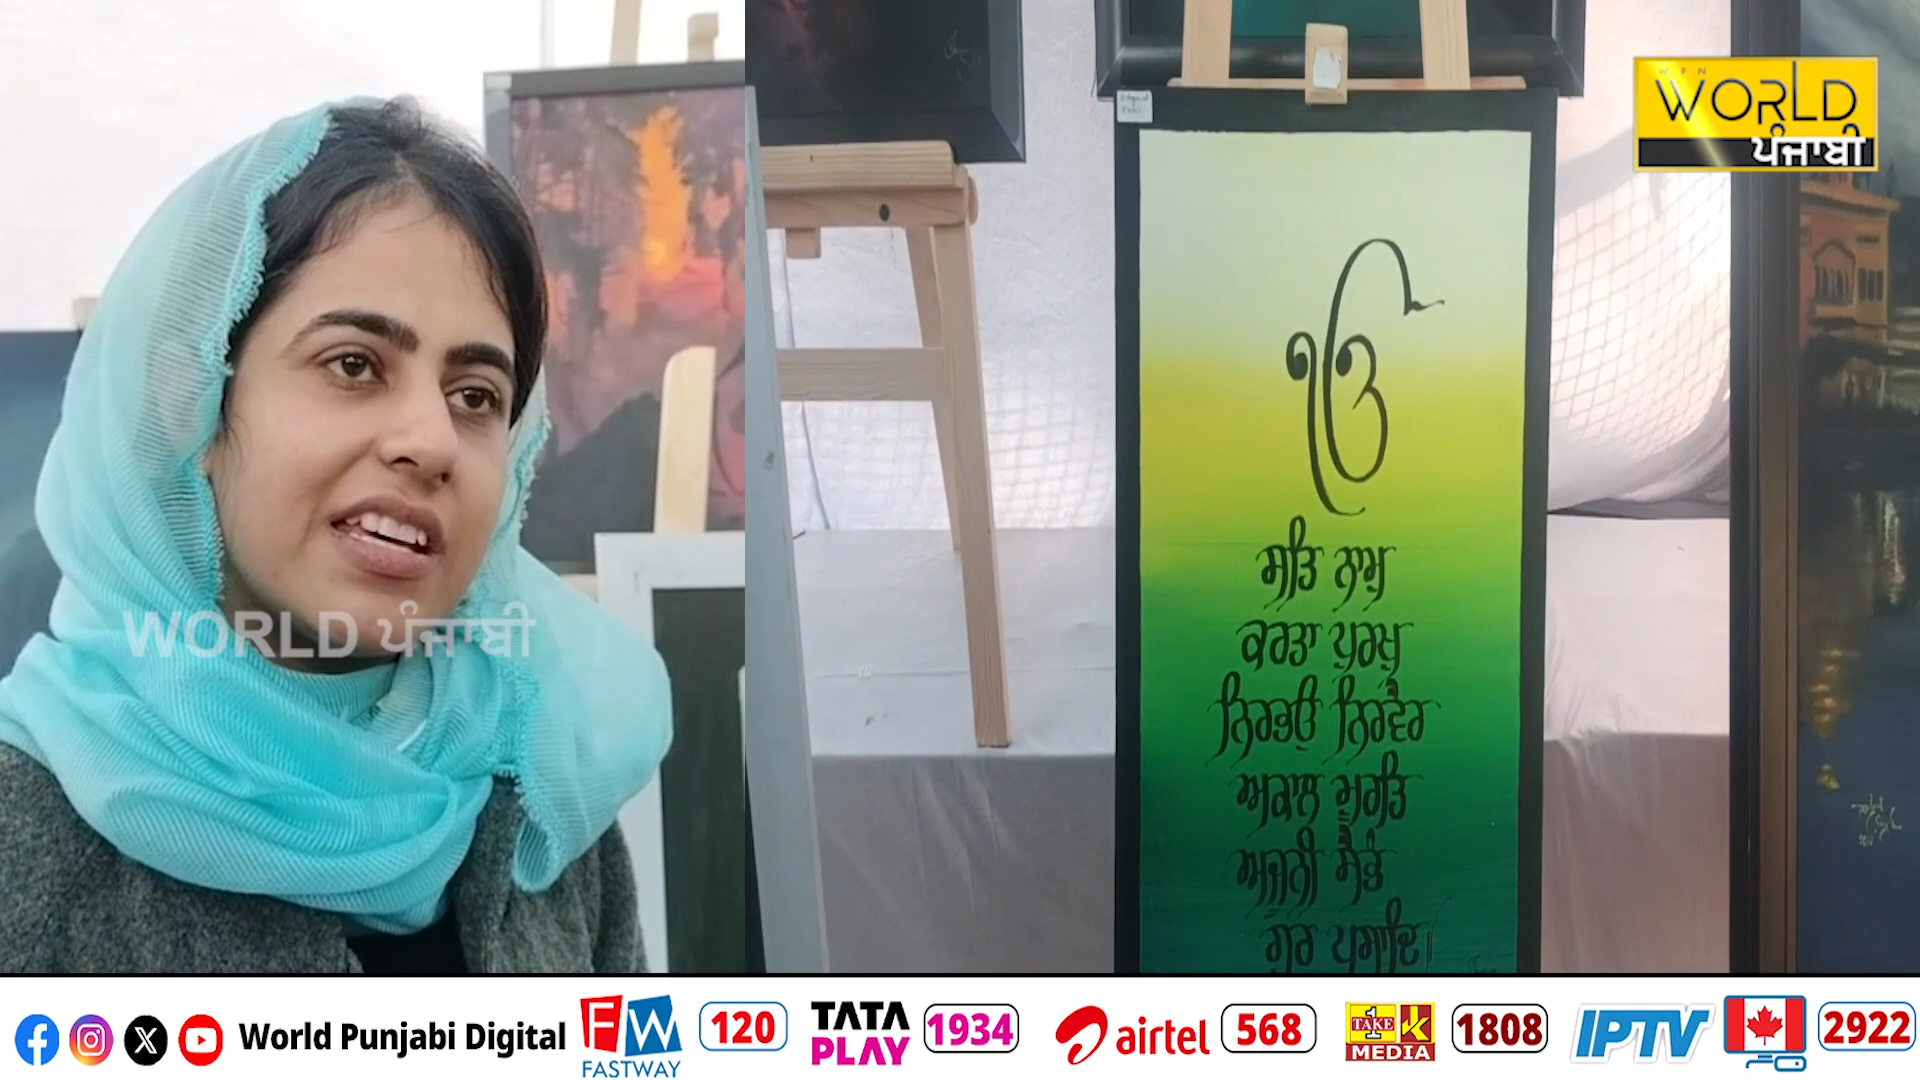 WPN
WORLD
ਪੰਜਾਬੀ
ੴ
ਸਤਿ ਨਾਮੁ
ਕਰਤਾ ਪੁਰਖੁ
ਨਿਰਭਉ ਨਿਰਵੈਰ
ਅਕਾਲ ਮੂਰਤਿ
ਅਜੂਨੀ ਸੈਭੰ
ਗੁਰ ਪ੍ਰਸਾਦਿ॥
WORLD ਪੰਜਾਬੀ
World Punjabi Digital
FW
FASTWAY
120
TATA
PLAY
1934
airtel
568
TAKE 1
MEDIA
1808
IPTV
2922